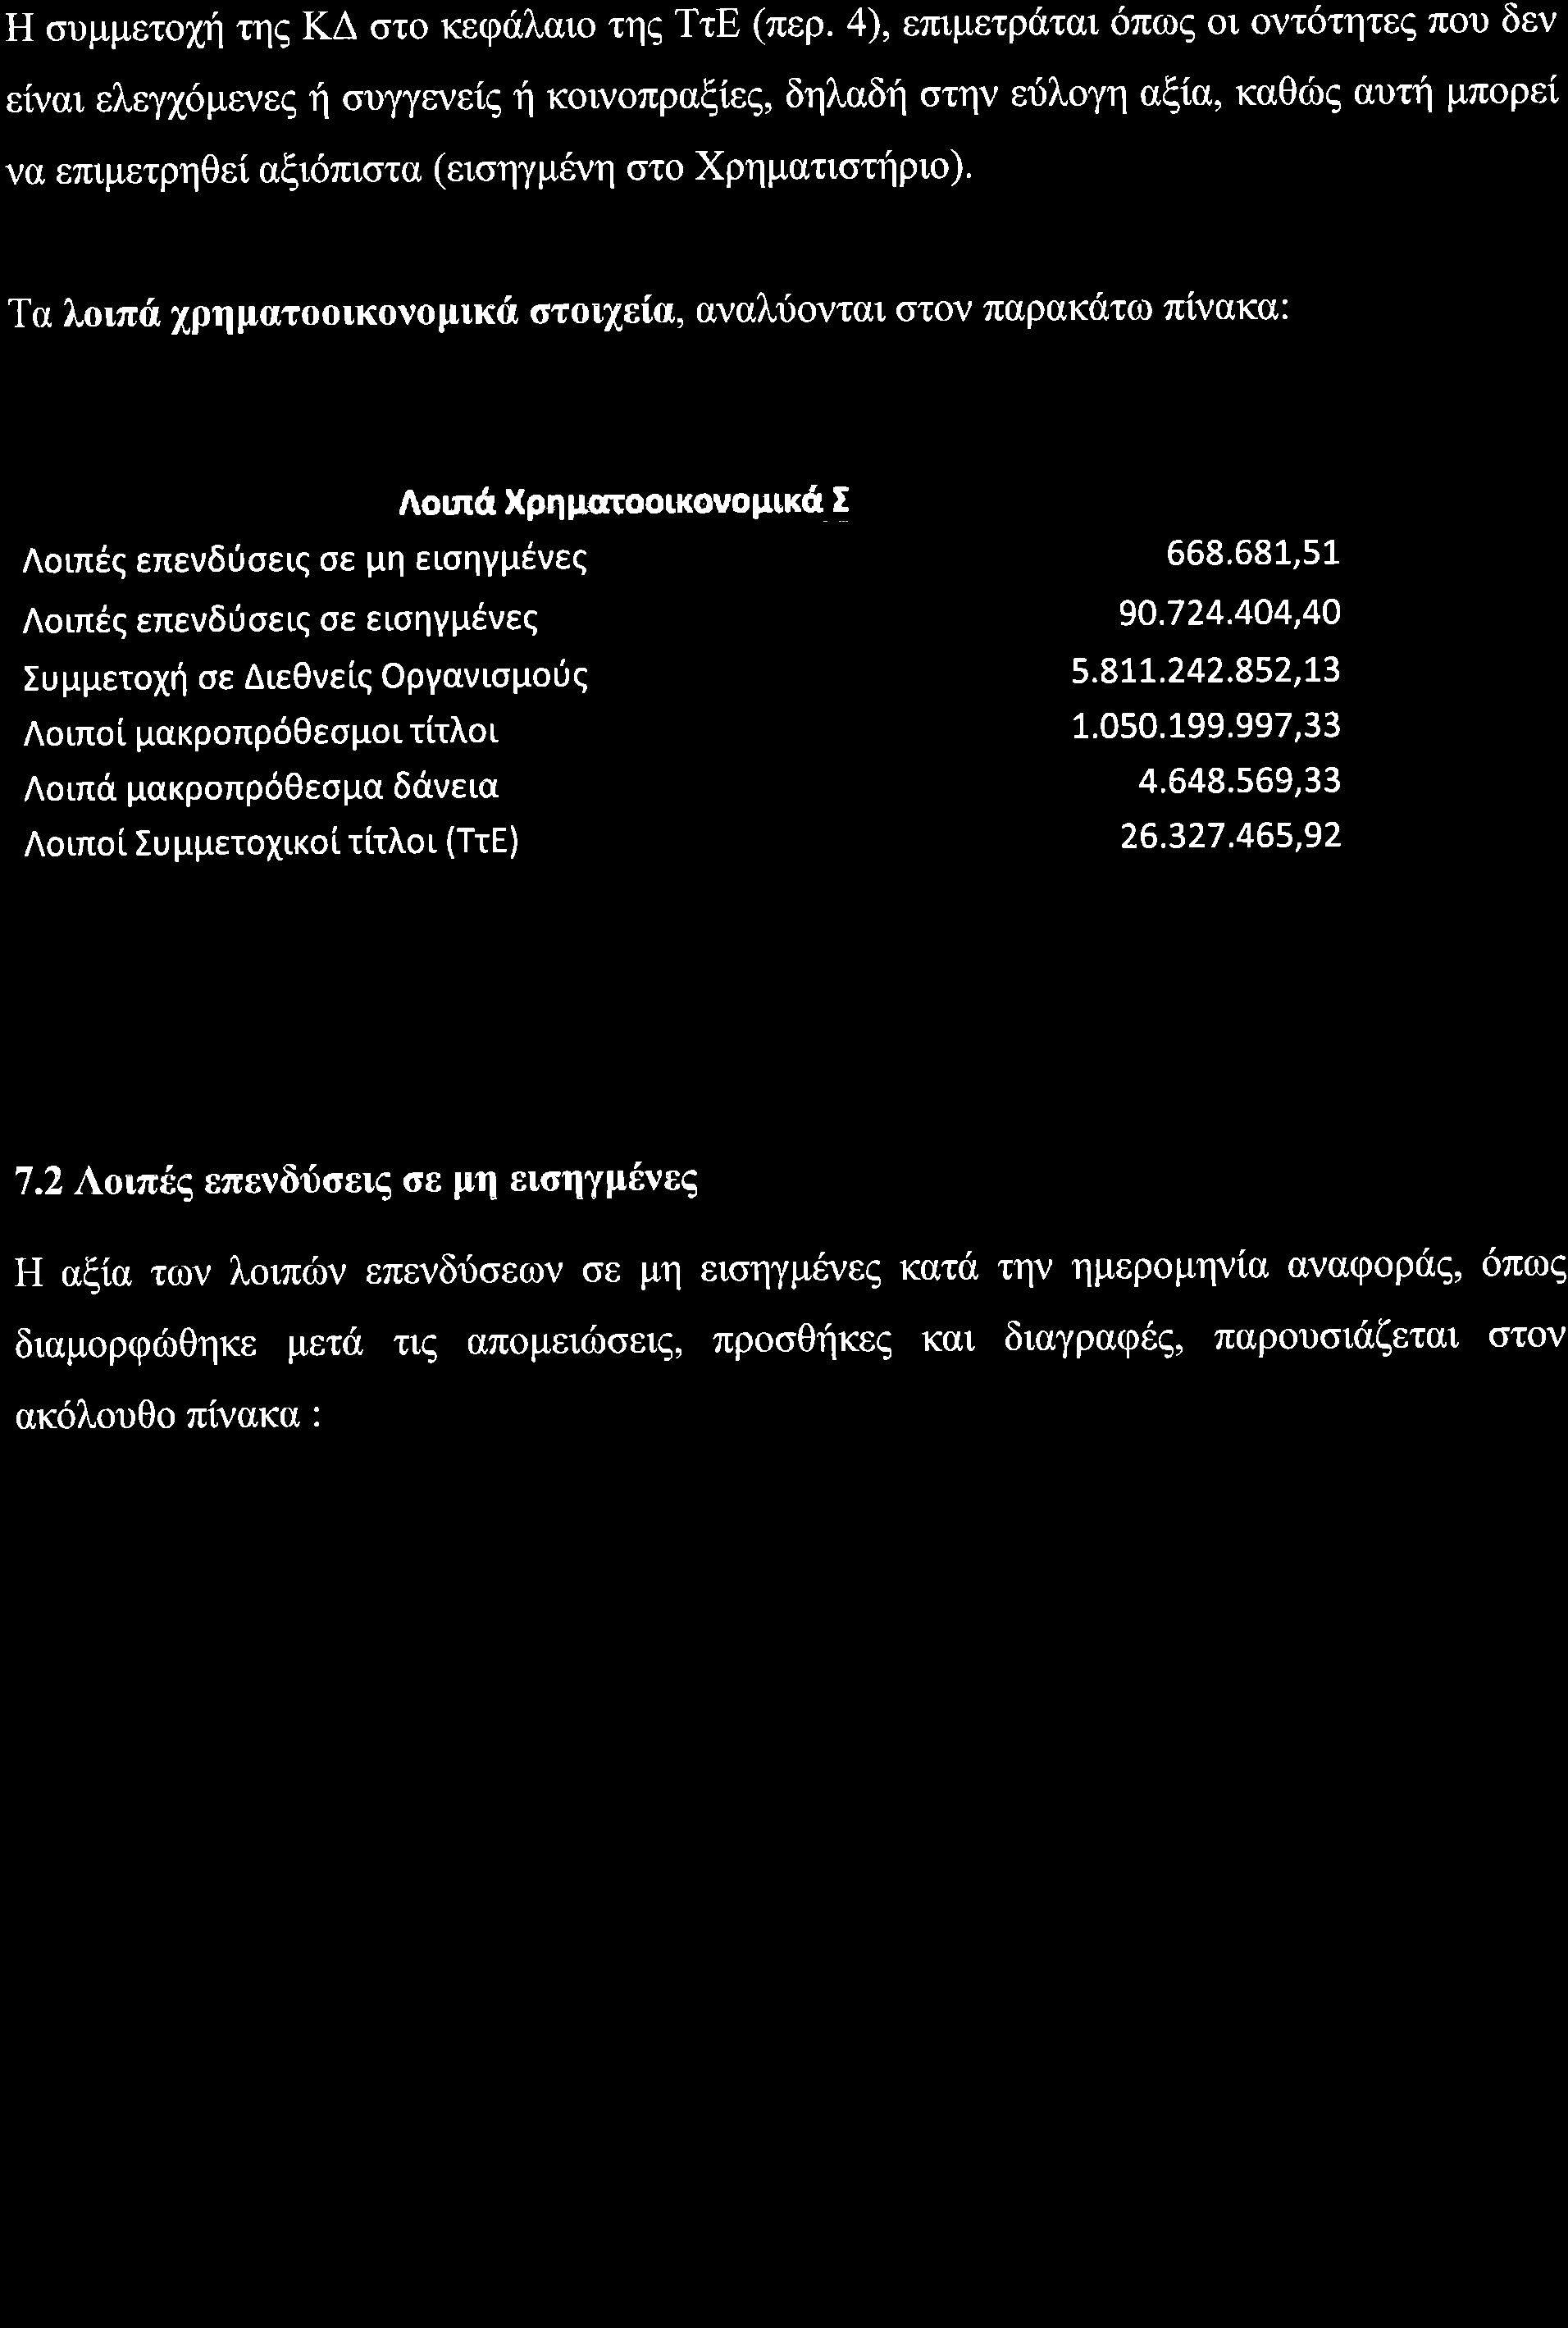 Η συμμετοχή της ΚΔ στο κεφάλαιο της ΤτΕ (περ. 4), επιμετράται όπως οι οντότητες που δεν
είναι ελεγχόμενες ή συγγενείς ή κοινοπραξίες, δηλαδή στην εύλογη αξία, καθώς αυτή μπορεί
να επιμετρηθεί αξιόπιστα (εισηγμένη στο Χρηματιστήριο).
Τα λοιπά χρηματοοικονομικά στοιχεία, αναλύονται στον παρακάτω πίνακα:
Λοιπά Χρηματοοικονομικά Σ
Λοιπές επενδύσεις σε μη εισηγμένες 668.681,51
Λοιπές επενδύσεις σε εισηγμένες 90.724.404,40
Συμμετοχή σε Διεθνείς Οργανισμούς 5.811.242.852,13
Λοιποί μακροπρόθεσμοι τίτλοι 1.050.199.997,33
Λοιπά μακροπρόθεσμα δάνεια 4.648.569,33
Λοιποί Συμμετοχικοί τίτλοι (ΤτΕ) 26.327.465,92
7.2 Λοιπές επενδύσεις σε μη εισηγμένες
Η αξία των λοιπών επενδύσεων σε μη εισηγμένες κατά την ημερομηνία αναφοράς, όπως
διαμορφώθηκε μετά τις απομειώσεις, προσθήκες και διαγραφές, παρουσιάζεται στον
ακόλουθο πίνακα :